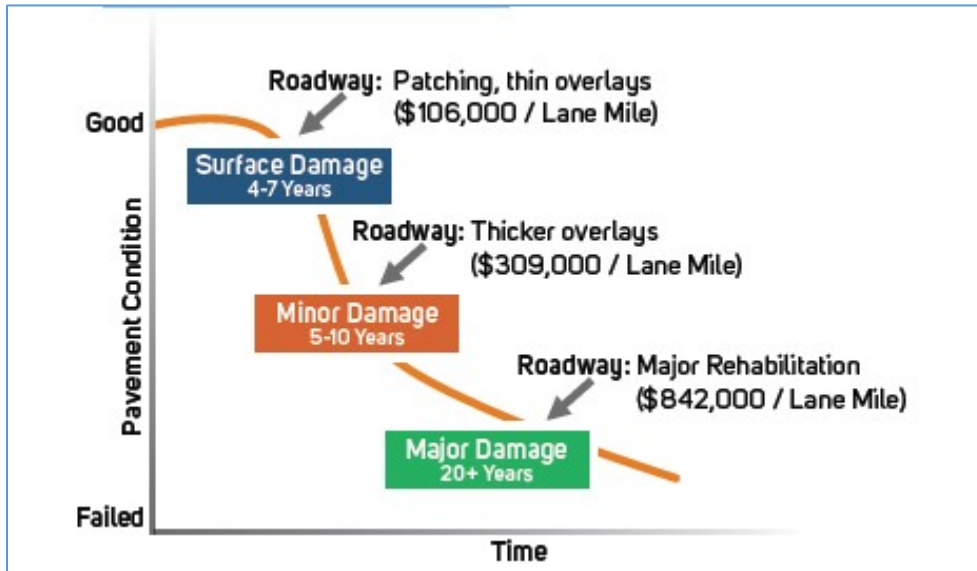 Roadway: Patching, thin overlays
($106,000 / Lane Mile)
Good
Surface Damage
4-7 Years
Roadway: Thicker overlays
($309,000 / Lane Mile)
Minor Damage
5-10 Years
Roadway: Major Rehabilitation
($842,000 / Lane Mile)
Major Damage
20+ Years
Pavement Condition
Failed
Time